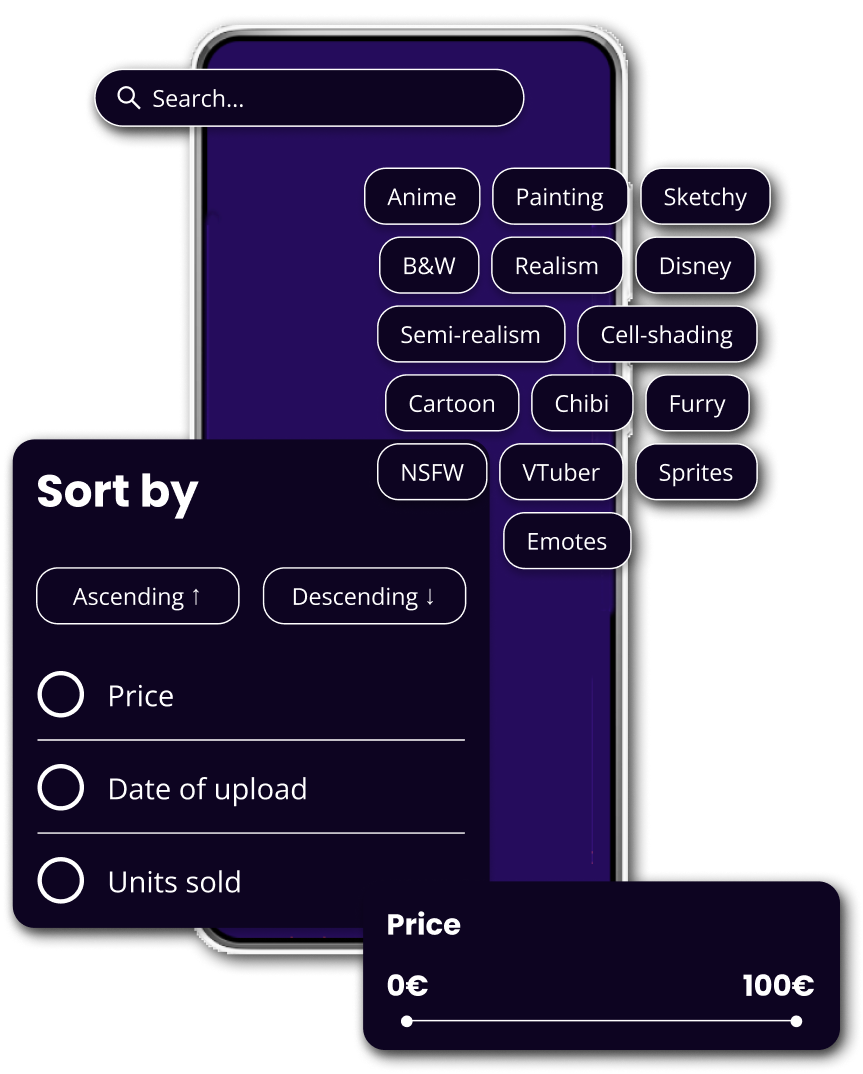 Search...
Anime Painting Sketchy
B&W Realism Disney
Semi-realism Cell-shading
Cartoon Chibi Furry
NSFW VTuber Sprites
Emotes
Sort by
Ascending ↑ Descending ↓
Price
Date of upload
Units sold
Price
0€ 100€